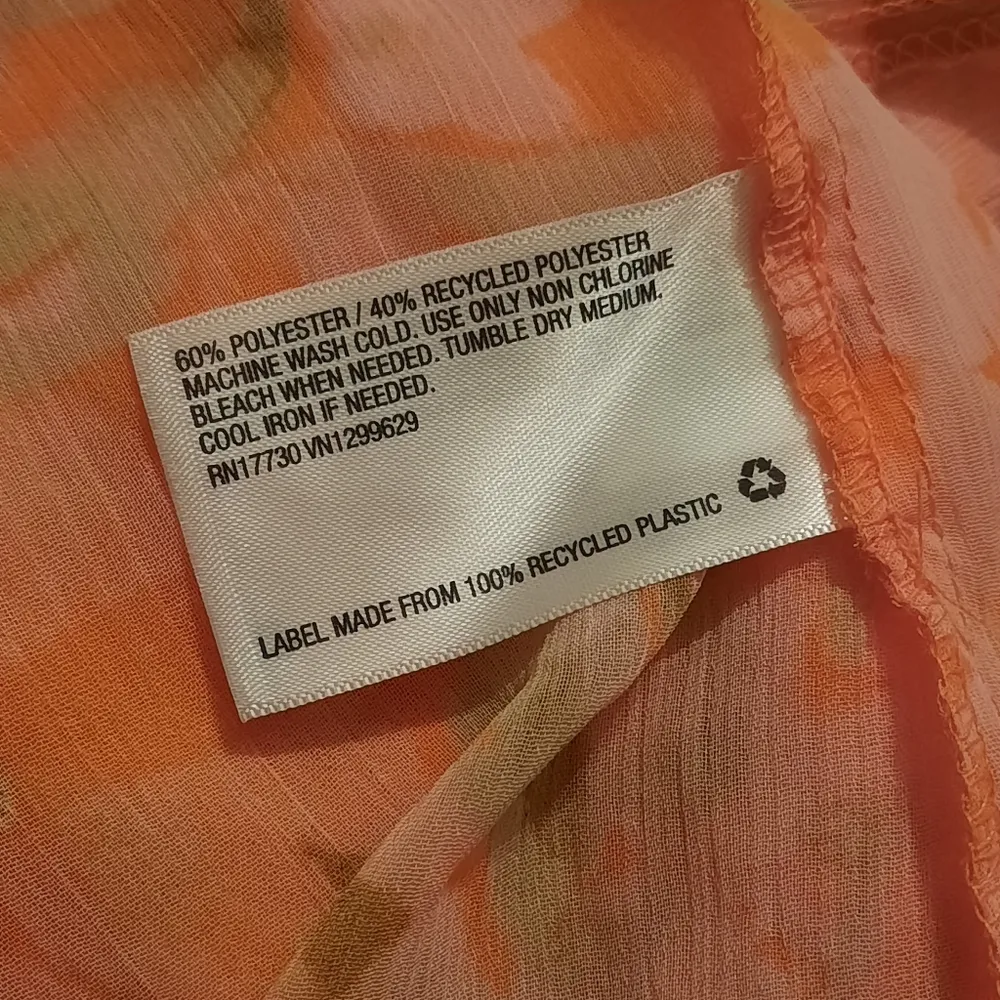 60% POLYESTER / 40% RECYCLED POLYESTER
MACHINE WASH COLD. USE ONLY NON CHLORINE
BLEACH WHEN NEEDED. TUMBLE DRY MEDIUM.
COOL IRON IF NEEDED.
RN17730 VN1299629
LABEL MADE FROM 100% RECYCLED PLASTIC